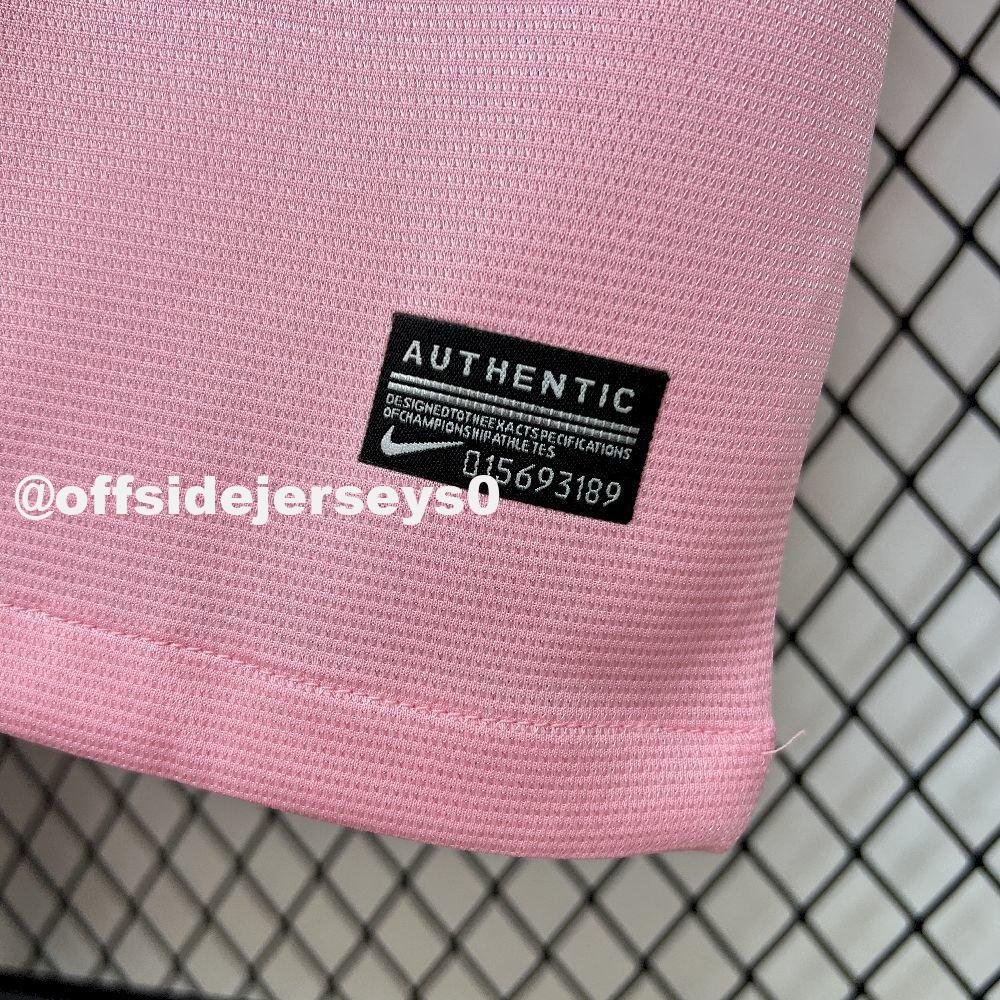 AUTHENTIC
DESIGNEDTOTHEEXACTSPECIFICATIONS
OFCHAMPIONSHIPATHLETES
015693189
@offsidejerseys0